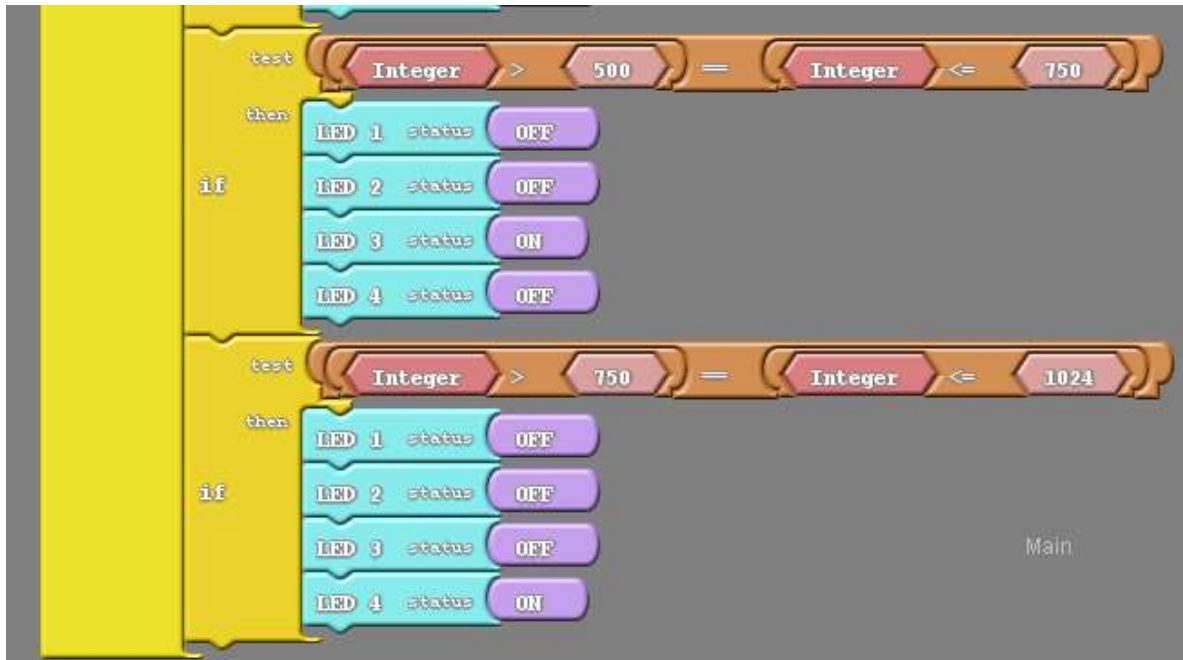 test Integer > 500 == Integer <= 750
then
LED 1 status OFF
if LED 2 status OFF
LED 3 status ON
LED 4 status OFF
test Integer > 750 == Integer <= 1024
then
LED 1 status OFF
if LED 2 status OFF
LED 3 status OFF
Main
LED 4 status ON